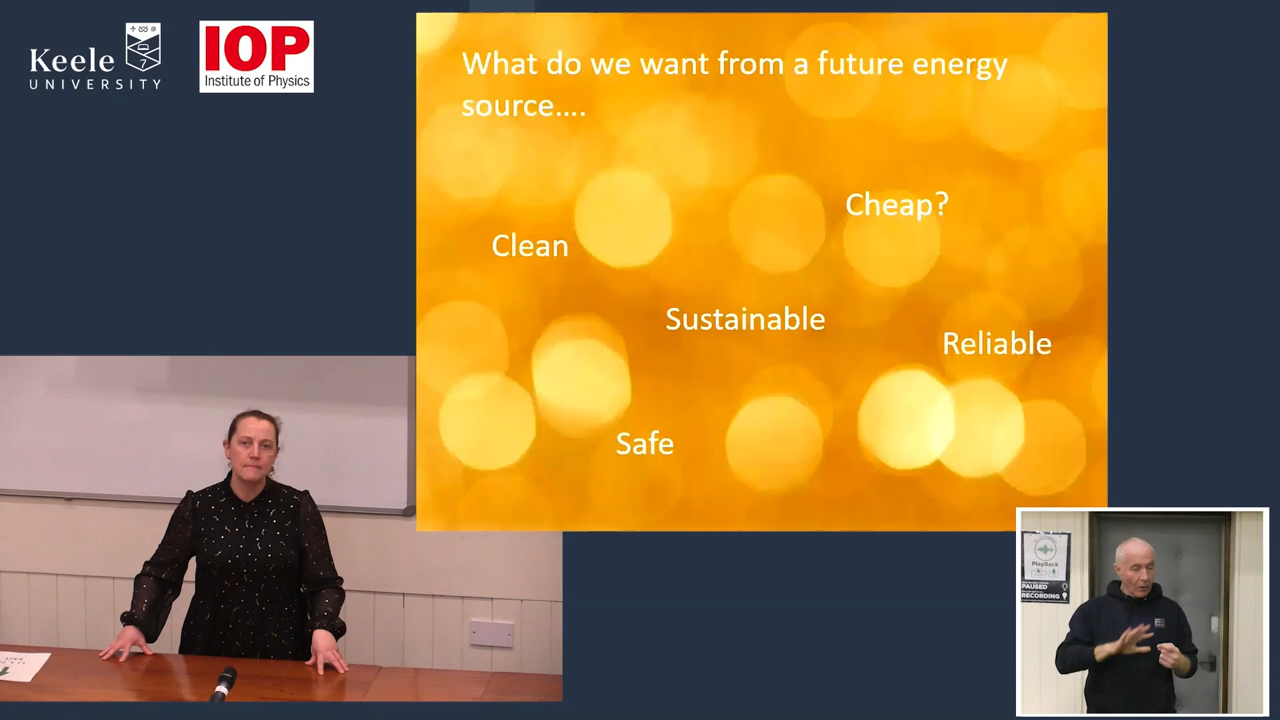 Keele
UNIVERSITY
IOP
Institute of Physics
What do we want from a future energy
source....
Cheap?
Clean
Sustainable
Reliable
Safe
PlayBack
PAUSED
RECORDING